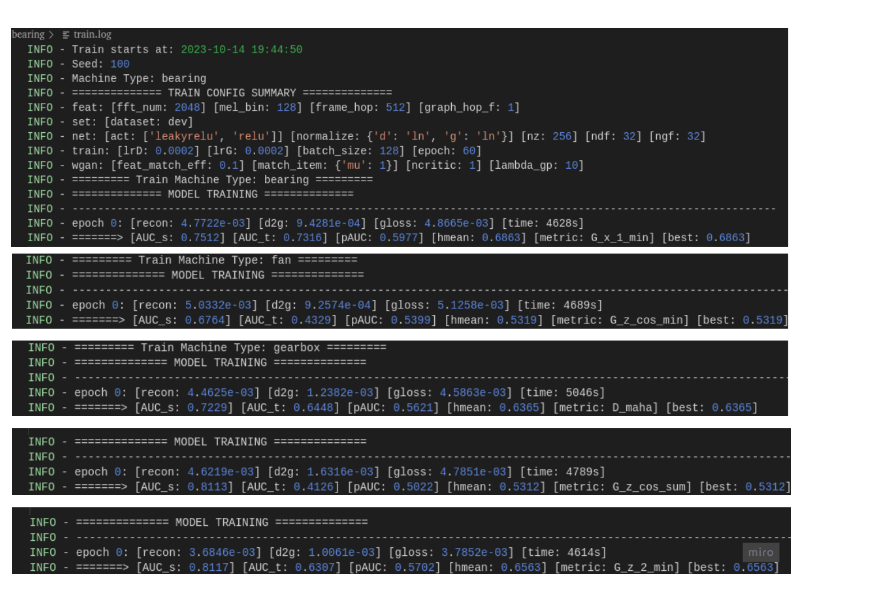 bearing > train.log
INFO - Train starts at: 2023-10-14 19:44:50
INFO - Seed: 100
INFO - Machine Type: bearing
INFO - ============== TRAIN CONFIG SUMMARY ==============
INFO - feat: [fft_num: 2048] [mel_bin: 128] [frame_hop: 512] [graph_hop_f: 1]
INFO - set: [dataset: dev]
INFO - net: [act: ['leakyrelu', 'relu']] [normalize: {'d': 'ln', 'g': 'ln'}] [nz: 256] [ndf: 32] [ngf: 32]
INFO - train: [lrD: 0.0002] [lrG: 0.0002] [batch_size: 128] [epoch: 60]
INFO - wgan: [feat_match_eff: 0.1] [match_item: {'mu': 1}] [ncritic: 1] [lambda_gp: 10]
INFO - ========= Train Machine Type: bearing =========
INFO - ============== MODEL TRAINING ==============
INFO - ----------------------------------------------------------------------------------------------------------
INFO - epoch 0: [recon: 4.7722e-03] [d2g: 9.4281e-04] [gloss: 4.8665e-03] [time: 4628s]
INFO - =======> [AUC_s: 0.7512] [AUC_t: 0.7316] [pAUC: 0.5977] [hmean: 0.6863] [metric: G_x_1_min] [best: 0.6863]
INFO - ========= Train Machine Type: fan =========
INFO - ============== MODEL TRAINING ==============
INFO - ------------------------------------------------------------------------------------------------------------
INFO - epoch 0: [recon: 5.0332e-03] [d2g: 9.2574e-04] [gloss: 5.1258e-03] [time: 4689s]
INFO - =======> [AUC_s: 0.6764] [AUC_t: 0.4329] [pAUC: 0.5399] [hmean: 0.5319] [metric: G_z_cos_min] [best: 0.5319]
INFO - ========= Train Machine Type: gearbox =========
INFO - ============== MODEL TRAINING ==============
INFO - ------------------------------------------------------------------------------------------------------------
INFO - epoch 0: [recon: 4.4625e-03] [d2g: 1.2382e-03] [gloss: 4.5863e-03] [time: 5046s]
INFO - =======> [AUC_s: 0.7229] [AUC_t: 0.6448] [pAUC: 0.5621] [hmean: 0.6365] [metric: D_maha] [best: 0.6365]
INFO - ============== MODEL TRAINING ==============
INFO - ------------------------------------------------------------------------------------------------------------
INFO - epoch 0: [recon: 4.6219e-03] [d2g: 1.6316e-03] [gloss: 4.7851e-03] [time: 4789s]
INFO - =======> [AUC_s: 0.8113] [AUC_t: 0.4126] [pAUC: 0.5022] [hmean: 0.5312] [metric: G_z_cos_sum] [best: 0.5312]
INFO - ============== MODEL TRAINING ==============
INFO - ------------------------------------------------------------------------------------------------------------
INFO - epoch 0: [recon: 3.6846e-03] [d2g: 1.0061e-03] [gloss: 3.7852e-03] [time: 4614s]
miro
INFO - =======> [AUC_s: 0.8117] [AUC_t: 0.6307] [pAUC: 0.5702] [hmean: 0.6563] [metric: G_z_2_min] [best: 0.6563]